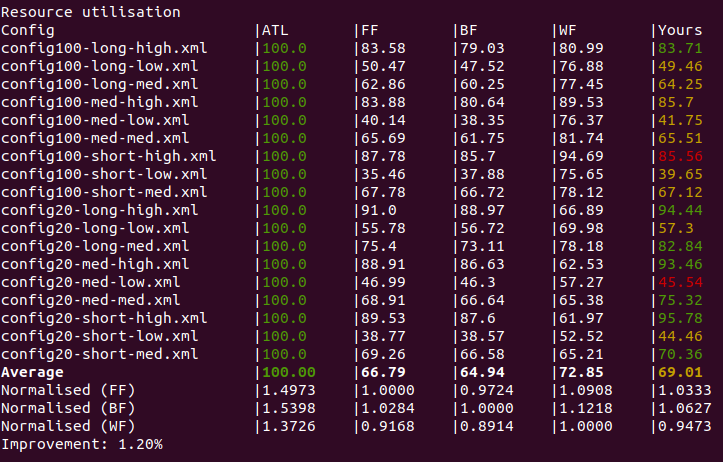 Resource utilisation
Config |ATL |FF |BF |WF |Yours
config100-long-high.xml |100.0 |83.58 |79.03 |80.99 |83.71
config100-long-low.xml |100.0 |50.47 |47.52 |76.88 |49.46
config100-long-med.xml |100.0 |62.86 |60.25 |77.45 |64.25
config100-med-high.xml |100.0 |83.88 |80.64 |89.53 |85.7
config100-med-low.xml |100.0 |40.14 |38.35 |76.37 |41.75
config100-med-med.xml |100.0 |65.69 |61.75 |81.74 |65.51
config100-short-high.xml |100.0 |87.78 |85.7 |94.69 |85.56
config100-short-low.xml |100.0 |35.46 |37.88 |75.65 |39.65
config100-short-med.xml |100.0 |67.78 |66.72 |78.12 |67.12
config20-long-high.xml |100.0 |91.0 |88.97 |66.89 |94.44
config20-long-low.xml |100.0 |55.78 |56.72 |69.98 |57.3
config20-long-med.xml |100.0 |75.4 |73.11 |78.18 |82.84
config20-med-high.xml |100.0 |88.91 |86.63 |62.53 |93.46
config20-med-low.xml |100.0 |46.99 |46.3 |57.27 |45.54
config20-med-med.xml |100.0 |68.91 |66.64 |65.38 |75.32
config20-short-high.xml |100.0 |89.53 |87.6 |61.97 |95.78
config20-short-low.xml |100.0 |38.77 |38.57 |52.52 |44.46
config20-short-med.xml |100.0 |69.26 |66.58 |65.21 |70.36
Average |100.00 |66.79 |64.94 |72.85 |69.01
Normalised (FF) |1.4973 |1.0000 |0.9724 |1.0908 |1.0333
Normalised (BF) |1.5398 |1.0284 |1.0000 |1.1218 |1.0627
Normalised (WF) |1.3726 |0.9168 |0.8914 |1.0000 |0.9473
Improvement: 1.20%